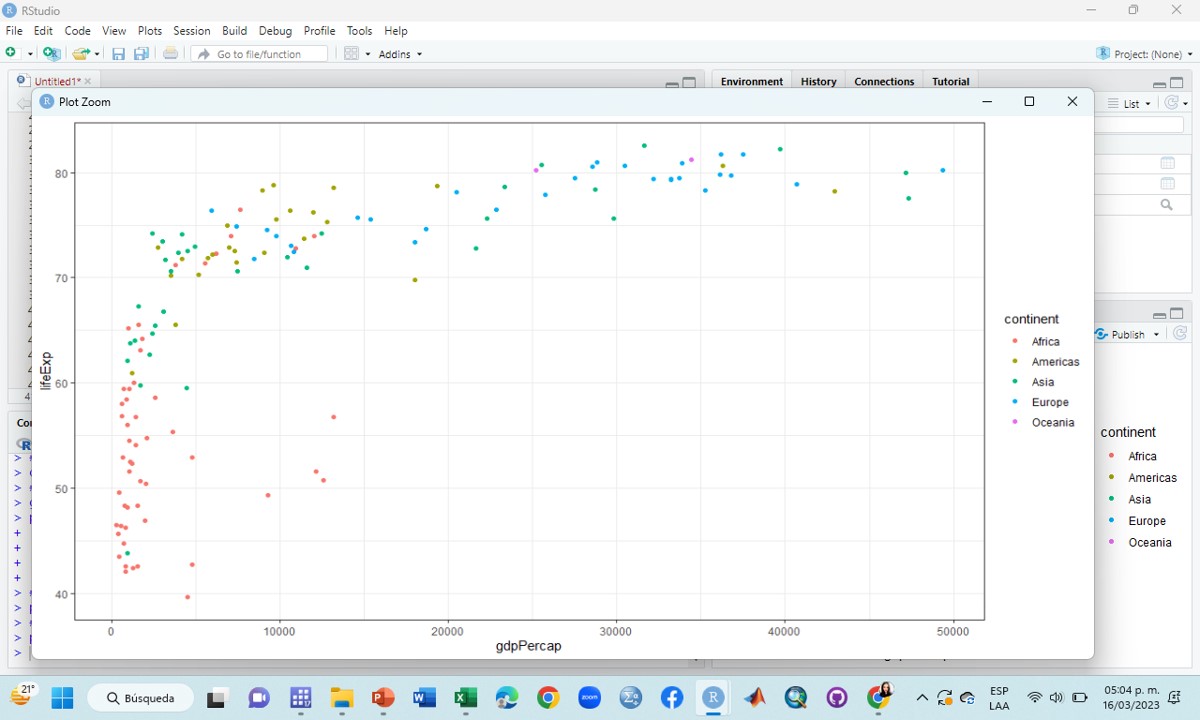 RStudio
File Edit Code View Plots Session Build Debug Profile Tools Help
Go to file/function Addins Project: (None)
Untitled1* Environment History Connections Tutorial
Plot Zoom
List
80
70
60
50
40
lifeExp
0 10000 20000 30000 40000 50000
gdpPercap
continent
Africa
Americas
Asia
Europe
Oceania
Publish
continent
Africa
Americas
Asia
Europe
Oceania
4
Cou
R
>
>
>
>
>
+
+
+
+
>
>
>
>
>
21°
Búsqueda
zoom
ESP
LAA
05:04 p. m.
16/03/2023